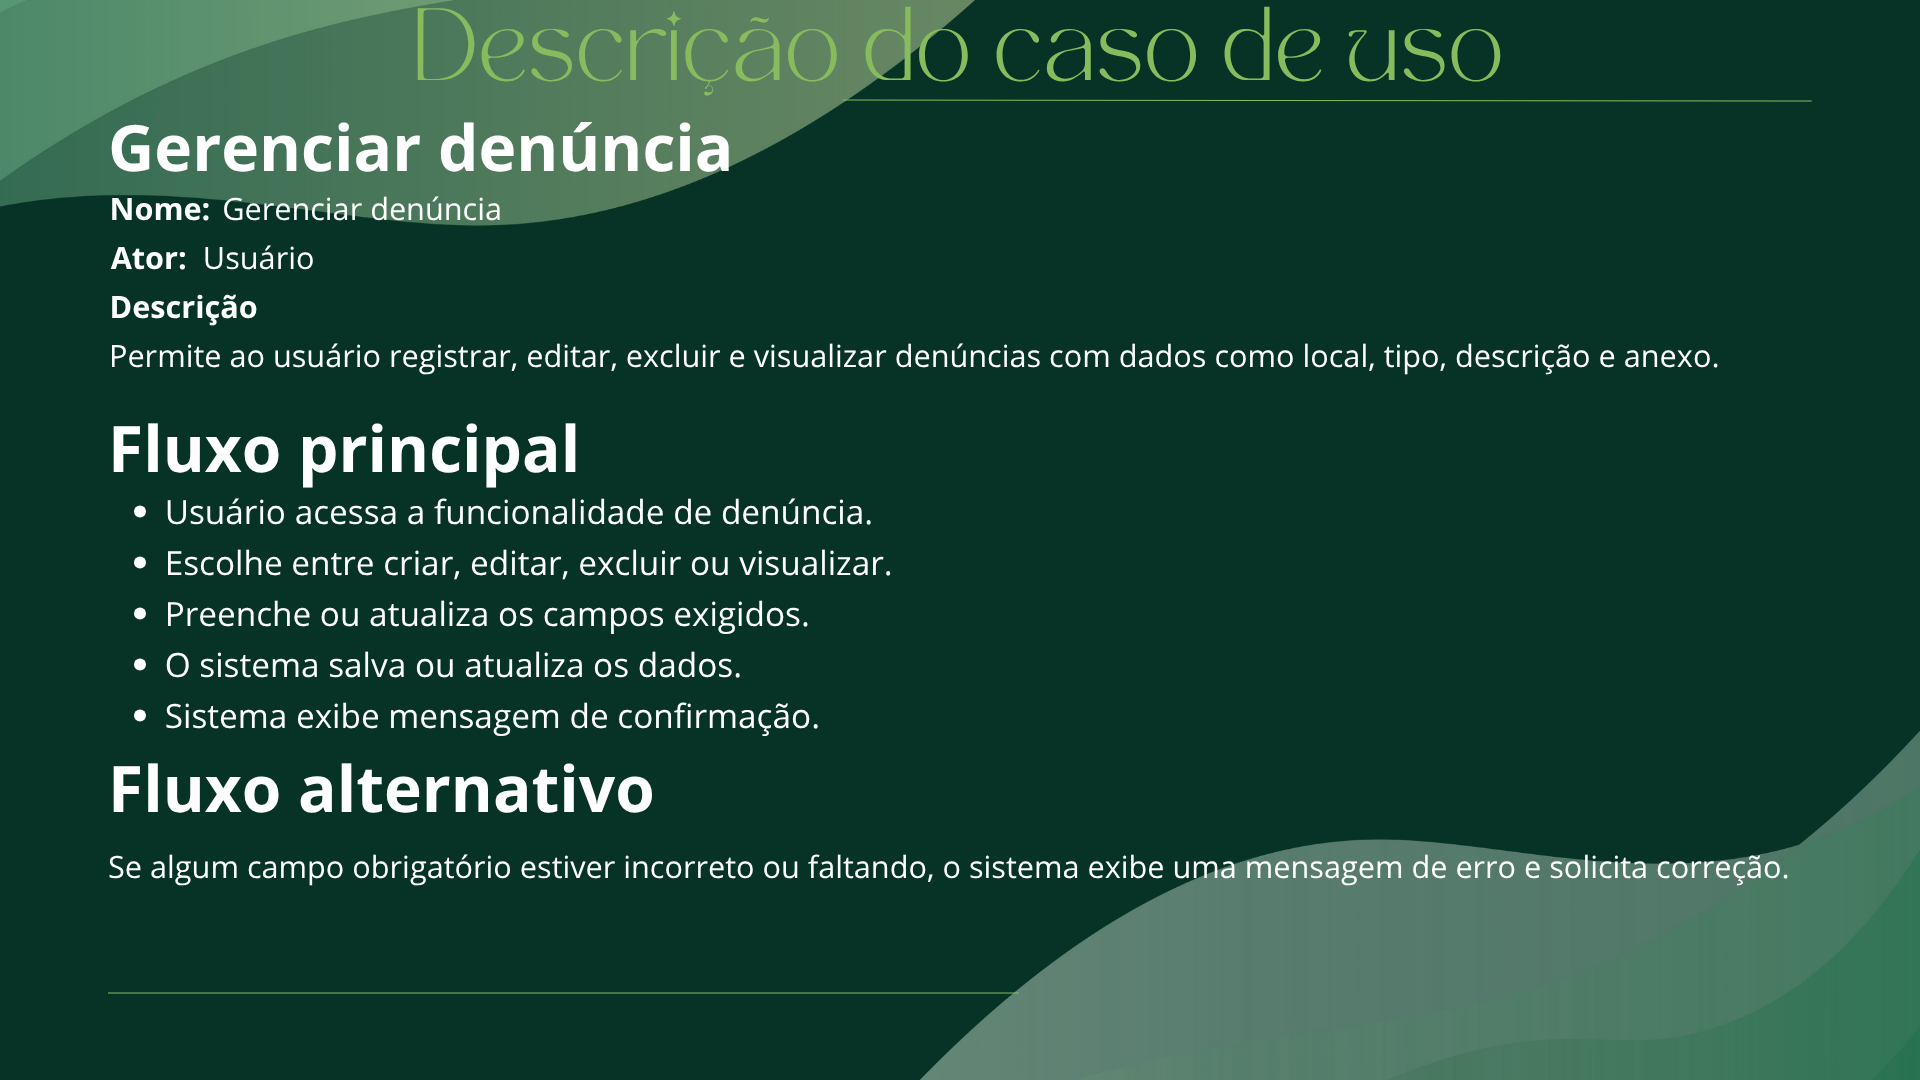 Descrição do caso de uso
Gerenciar denúncia
Nome: Gerenciar denúncia
Ator: Usuário
Descrição
Permite ao usuário registrar, editar, excluir e visualizar denúncias com dados como local, tipo, descrição e anexo.
Fluxo principal
• Usuário acessa a funcionalidade de denúncia.
• Escolhe entre criar, editar, excluir ou visualizar.
• Preenche ou atualiza os campos exigidos.
• O sistema salva ou atualiza os dados.
• Sistema exibe mensagem de confirmação.
Fluxo alternativo
Se algum campo obrigatório estiver incorreto ou faltando, o sistema exibe uma mensagem de erro e solicita correção.